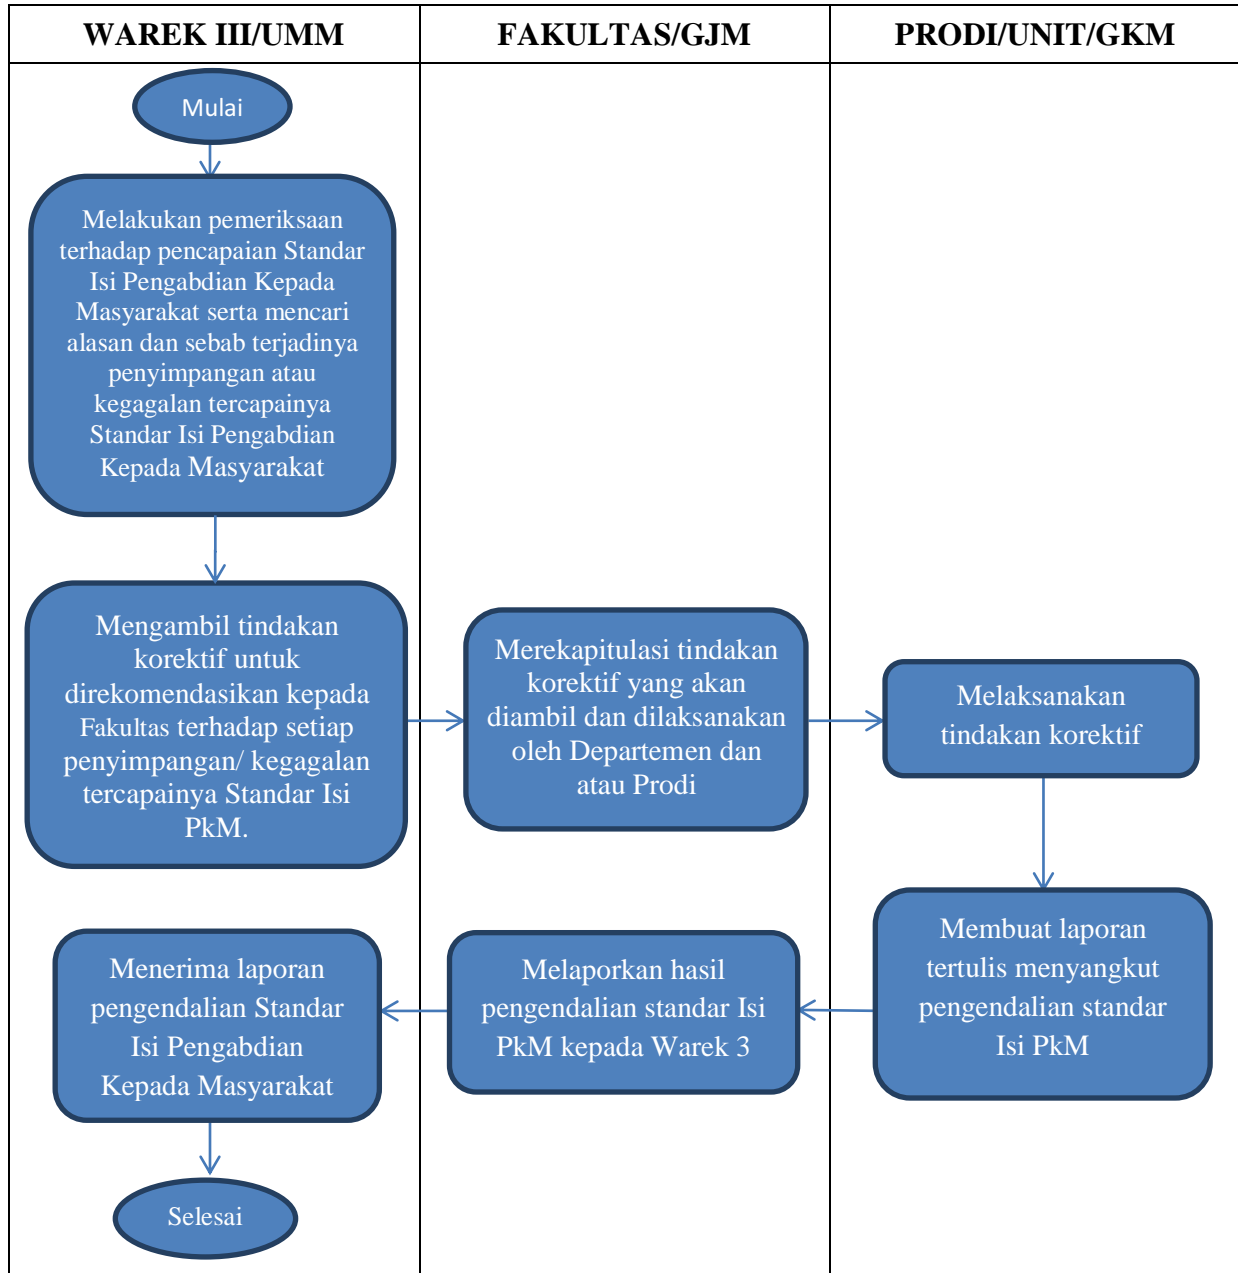 WAREK III/UMM
FAKULTAS/GJM
PRODI/UNIT/GKM
Mulai
Melakukan pemeriksaan
terhadap pencapaian Standar
Isi Pengabdian Kepada
Masyarakat serta mencari
alasan dan sebab terjadinya
penyimpangan atau
kegagalan tercapainya
Standar Isi Pengabdian
Kepada Masyarakat
Mengambil tindakan
korektif untuk
direkomendasikan kepada
Fakultas terhadap setiap
penyimpangan/ kegagalan
tercapainya Standar Isi
PkM.
Merekapitulasi tindakan
korektif yang akan
diambil dan dilaksanakan
oleh Departemen dan
atau Prodi
Melaksanakan
tindakan korektif
Membuat laporan
tertulis menyangkut
pengendalian standar
Isi PkM
Melaporkan hasil
pengendalian standar Isi
PkM kepada Warek 3
Menerima laporan
pengendalian Standar
Isi Pengabdian
Kepada Masyarakat
Selesai